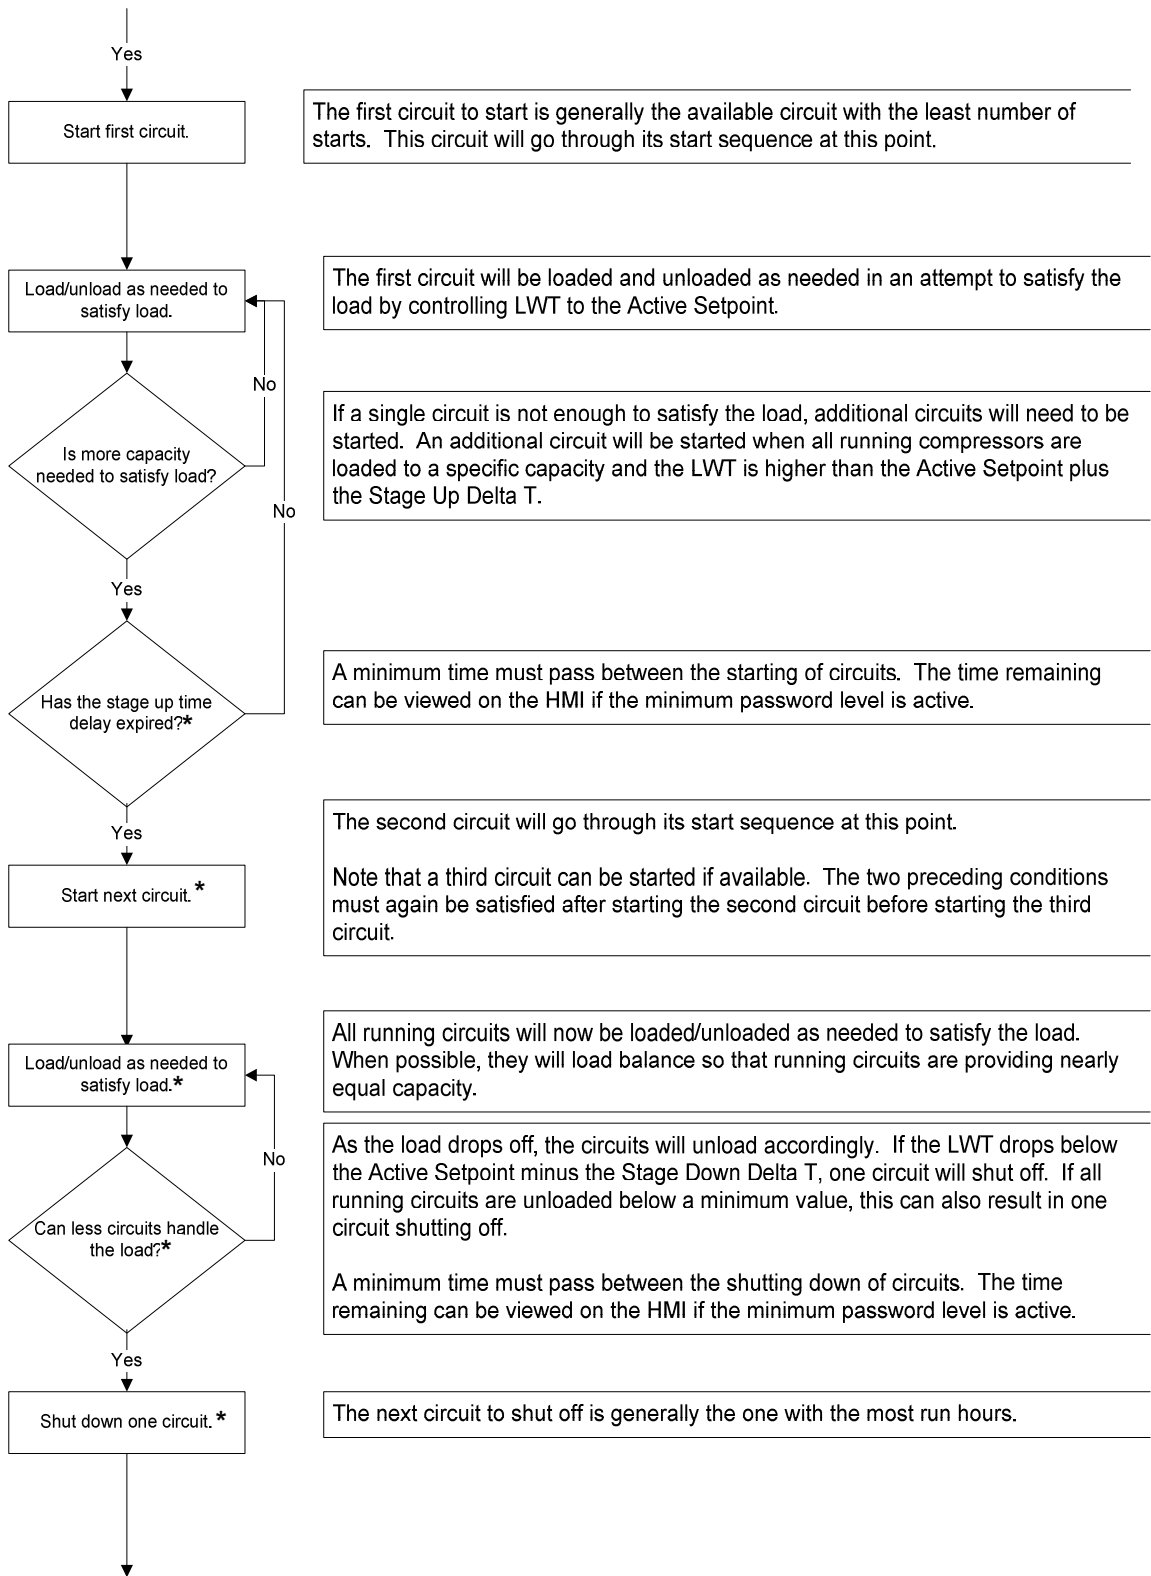 Yes
Start first circuit.
The first circuit to start is generally the available circuit with the least number of
starts.  This circuit will go through its start sequence at this point.
Load/unload as needed to
satisfy load.
The first circuit will be loaded and unloaded as needed in an attempt to satisfy the
load by controlling LWT to the Active Setpoint.
No
Is more capacity
needed to satisfy load?
If a single circuit is not enough to satisfy the load, additional circuits will need to be
started.  An additional circuit will be started when all running compressors are
loaded to a specific capacity and the LWT is higher than the Active Setpoint plus
the Stage Up Delta T.
No
Yes
Has the stage up time
delay expired?*
A minimum time must pass between the starting of circuits.  The time remaining
can be viewed on the HMI if the minimum password level is active.
Yes
Start next circuit.*
The second circuit will go through its start sequence at this point.
Note that a third circuit can be started if available.  The two preceding conditions
must again be satisfied after starting the second circuit before starting the third
circuit.
Load/unload as needed to
satisfy load.*
All running circuits will now be loaded/unloaded as needed to satisfy the load.
When possible, they will load balance so that running circuits are providing nearly
equal capacity.
No
Can less circuits handle
the load?*
As the load drops off, the circuits will unload accordingly.  If the LWT drops below
the Active Setpoint minus the Stage Down Delta T, one circuit will shut off.  If all
running circuits are unloaded below a minimum value, this can also result in one
circuit shutting off.
A minimum time must pass between the shutting down of circuits.  The time
remaining can be viewed on the HMI if the minimum password level is active.
Yes
Shut down one circuit.*
The next circuit to shut off is generally the one with the most run hours.